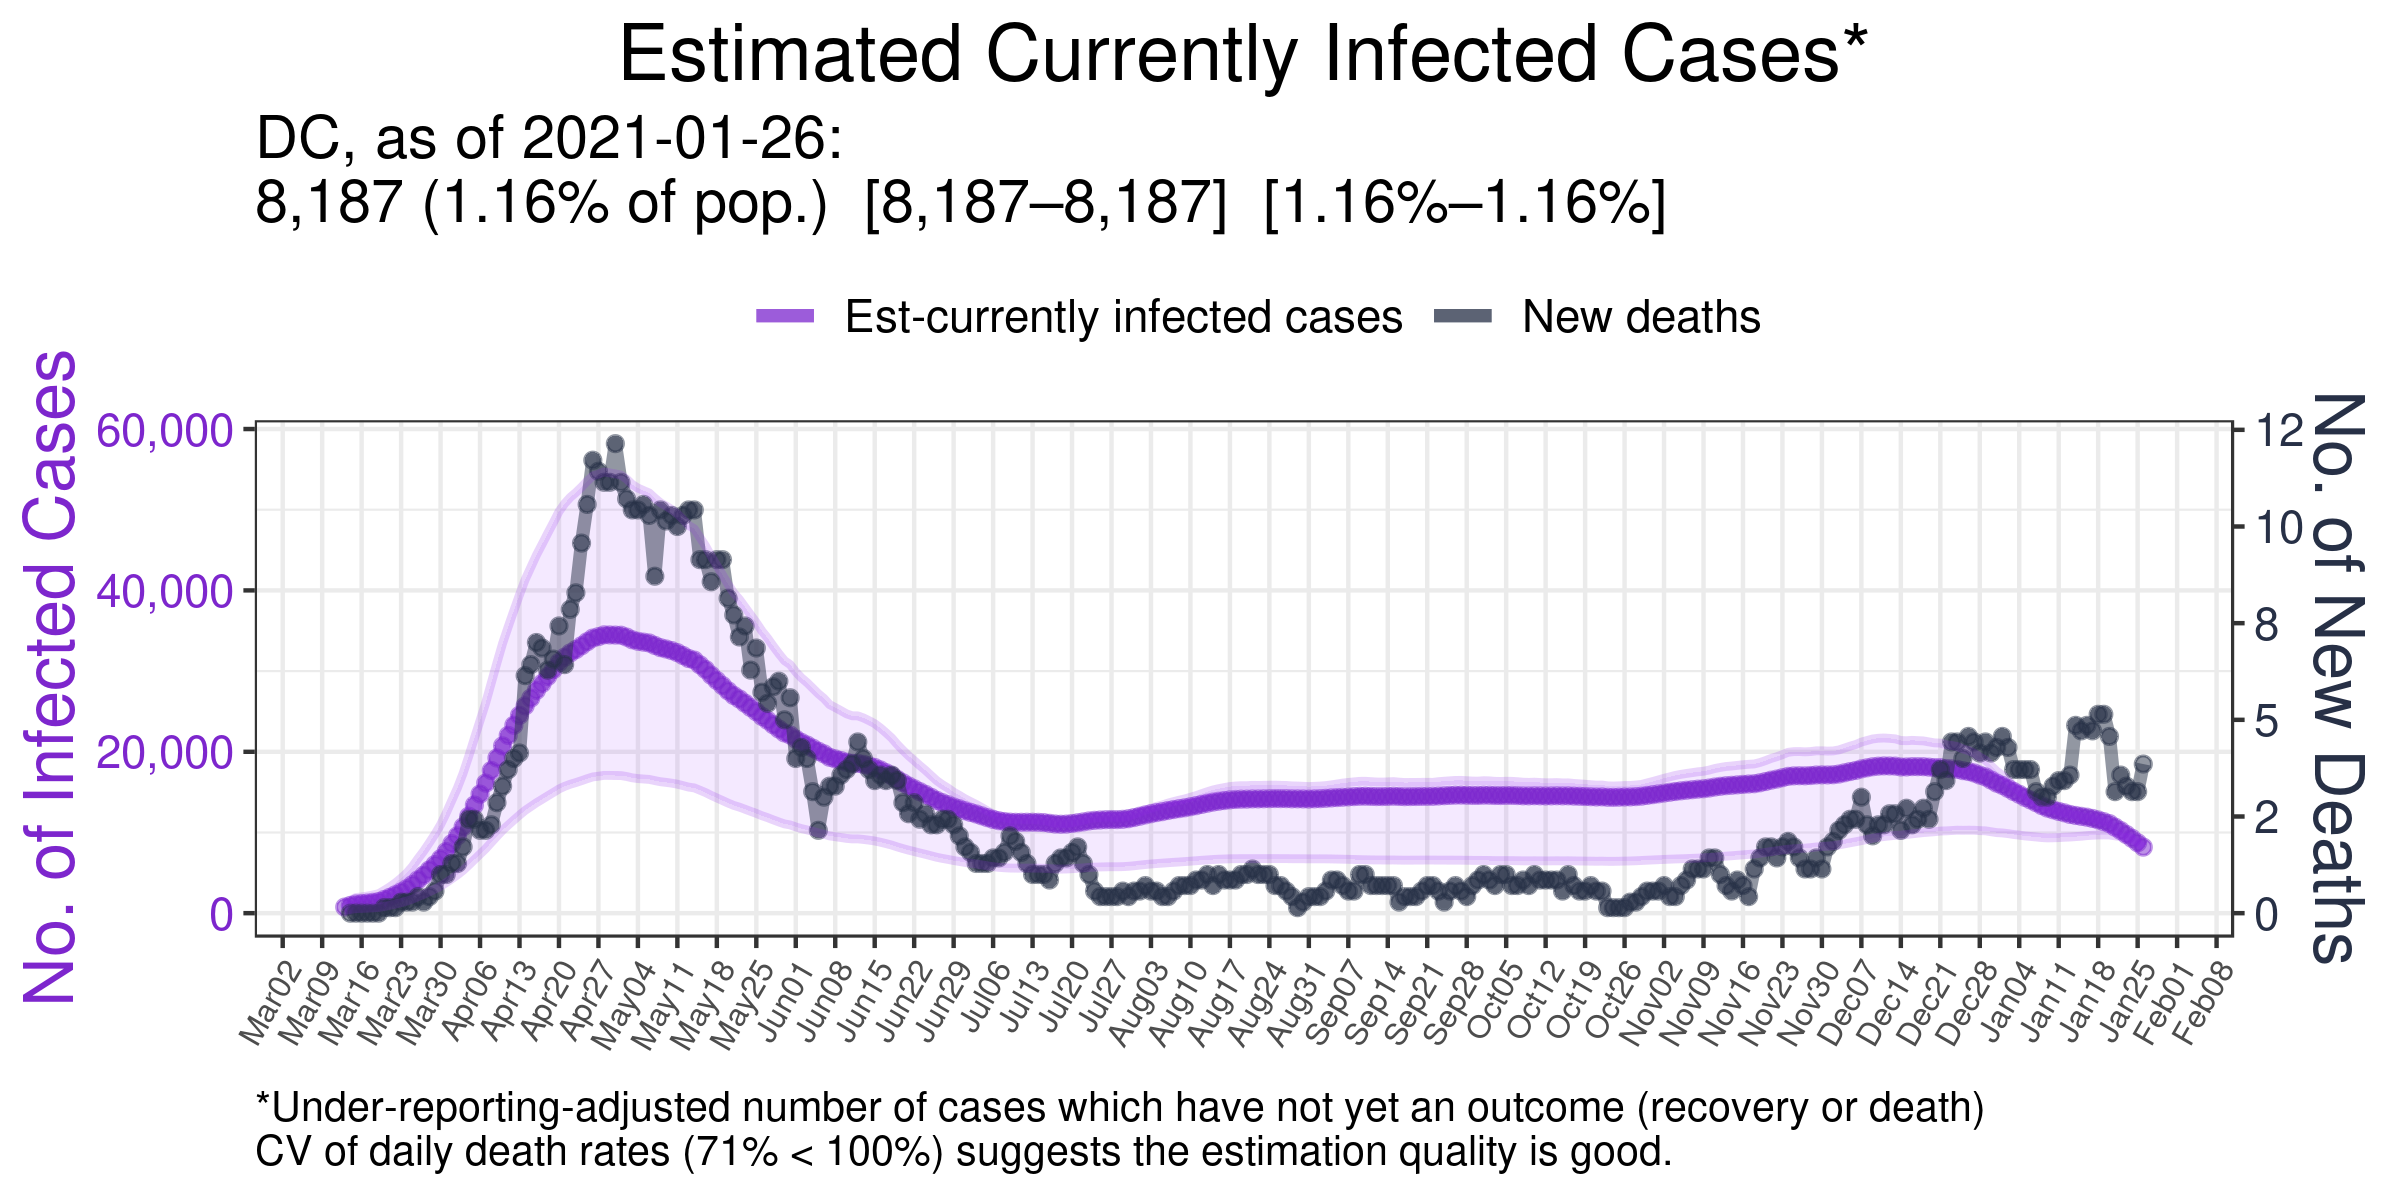 Estimated Currently Infected Cases*
DC, as of 2021-01-26:
8,187 (1.16% of pop.)  [8,187–8,187]  [1.16%–1.16%]
Est-currently infected cases
New deaths
No. of Infected Cases
60,000
40,000
20,000
0
12
10
8
5
2
0
No. of New Deaths
Mar02
Mar09
Mar16
Mar23
Mar30
Apr06
Apr13
Apr20
Apr27
May04
May11
May18
May25
Jun01
Jun08
Jun15
Jun22
Jun29
Jul06
Jul13
Jul20
Jul27
Aug03
Aug10
Aug17
Aug24
Aug31
Sep07
Sep14
Sep21
Sep28
Oct05
Oct12
Oct19
Oct26
Nov02
Nov09
Nov16
Nov23
Nov30
Dec07
Dec14
Dec21
Dec28
Jan04
Jan11
Jan18
Jan25
Feb01
Feb08
*Under-reporting-adjusted number of cases which have not yet an outcome (recovery or death)
CV of daily death rates (71% < 100%) suggests the estimation quality is good.